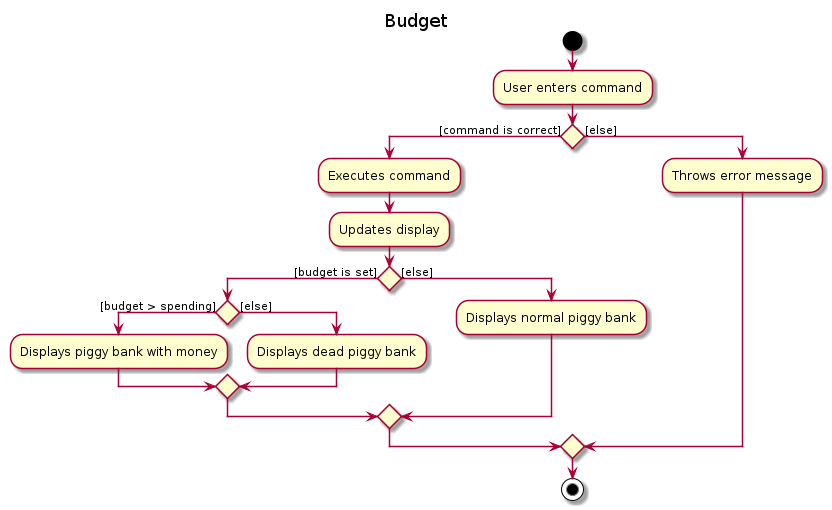 Budget
User enters command
[command is correct]
[else]
Executes command
Throws error message
Updates display
[budget is set]
[else]
[budget > spending]
[else]
Displays normal piggy bank
Displays piggy bank with money
Displays dead piggy bank